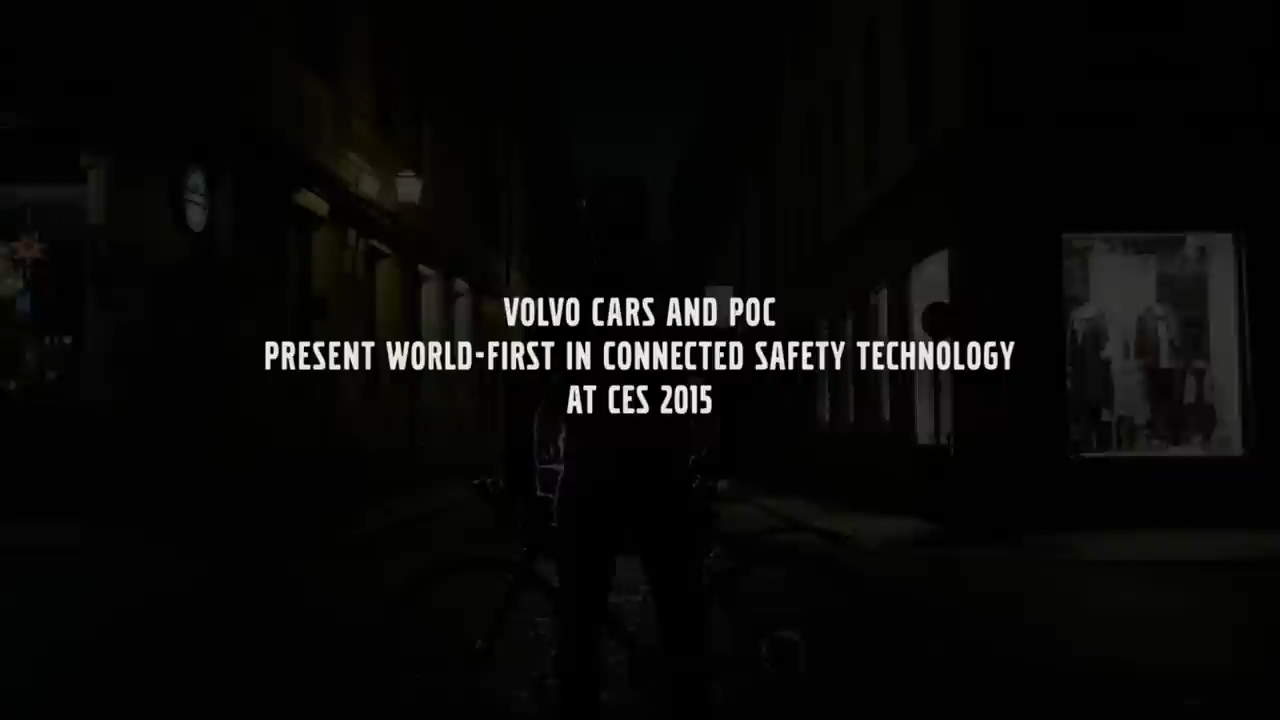 VOLVO CARS AND POC
PRESENT WORLD-FIRST IN CONNECTED SAFETY TECHNOLOGY
AT CES 2015